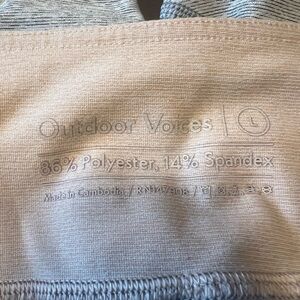 Outdoor Voices | L
86% Polyester, 14% Spandex
Made in Cambodia /